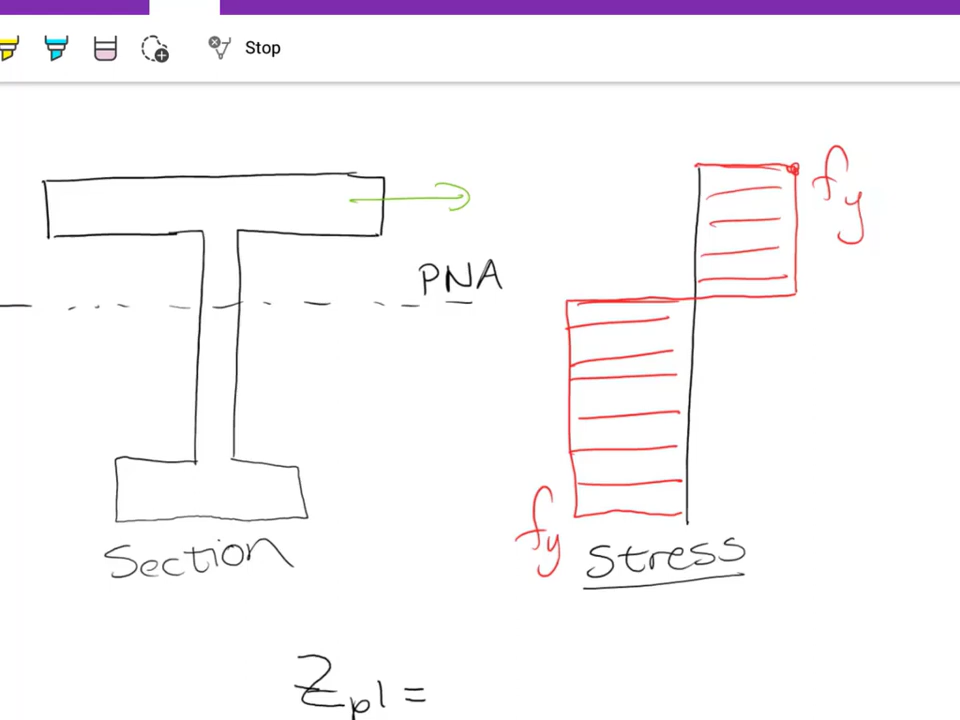 Stop
PNA
fy
fy
Section
Stress
Zpl =